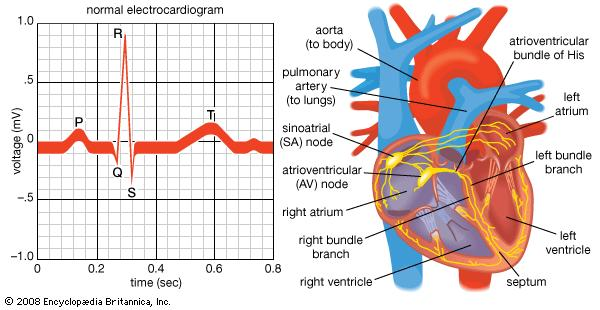 normal electrocardiogram
1.0
.5
0
-.5
-1.0
voltage (mV)
P
R
Q
S
T
0
0.2
0.4
0.6
0.8
time (sec)
© 2008 Encyclopædia Britannica, Inc.
aorta
(to body)
pulmonary
artery
(to lungs)
sinoatrial
(SA) node
atrioventricular
(AV) node
right atrium
right bundle
branch
right ventricle
atrioventricular
bundle of His
left
atrium
left bundle
branch
left
ventricle
septum